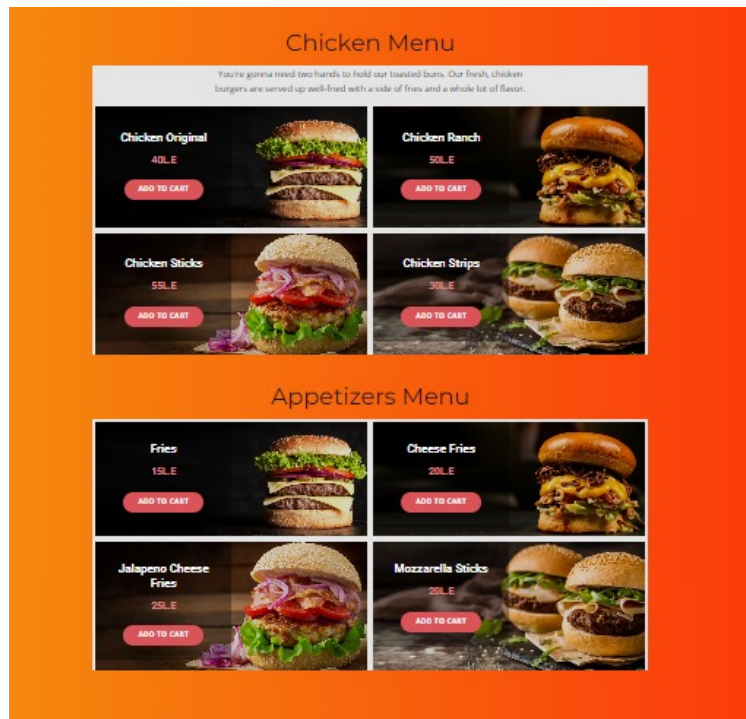 Chicken Menu
You're gonna need two hands to hold our toasted buns. Our fresh, chicken
burgers are served up well-fried with a side of fries and a whole lot of flavor.
Chicken Original
40L.E
ADD TO CART
Chicken Ranch
50L.E
ADD TO CART
Chicken Sticks
55L.E
ADD TO CART
Chicken Strips
30L.E
ADD TO CART
Appetizers Menu
Fries
15L.E
ADD TO CART
Cheese Fries
20L.E
ADD TO CART
Jalapeno Cheese
Fries
25L.E
ADD TO CART
Mozzarella Sticks
20L.E
ADD TO CART